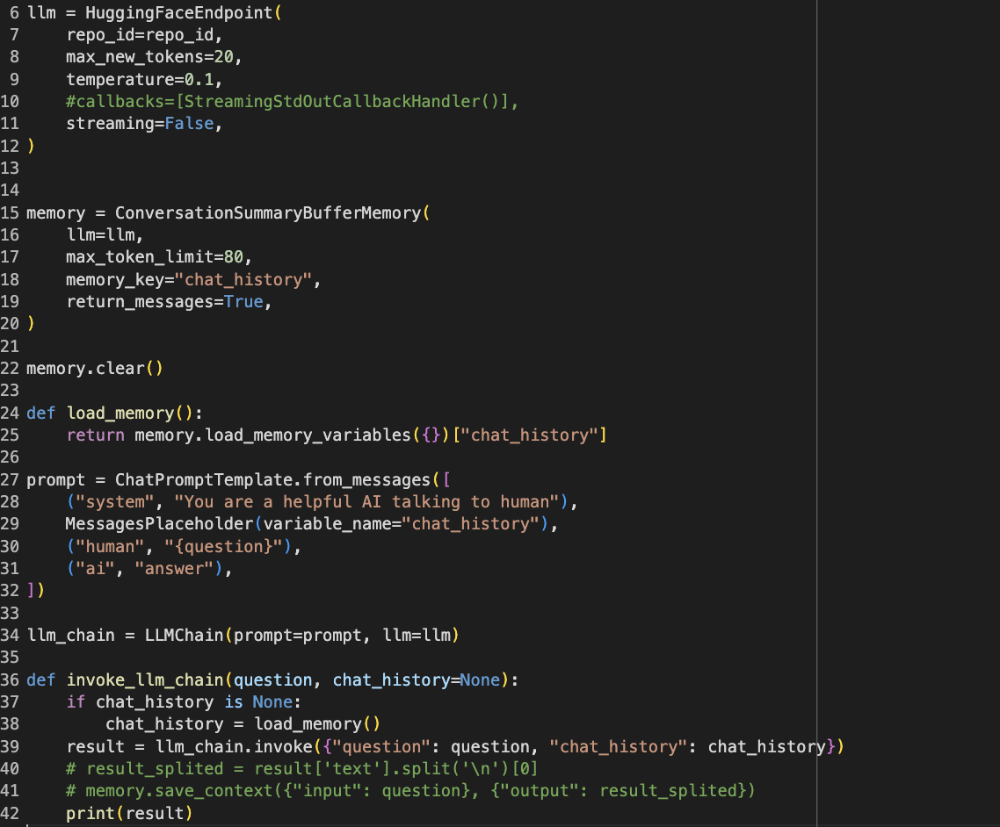 6 llm = HuggingFaceEndpoint(
7     repo_id=repo_id,
8     max_new_tokens=20,
9     temperature=0.1,
10     #callbacks=[StreamingStdOutCallbackHandler()],
11     streaming=False,
12 )
13
14
15 memory = ConversationSummaryBufferMemory(
16     llm=llm,
17     max_token_limit=80,
18     memory_key="chat_history",
19     return_messages=True,
20 )
21
22 memory.clear()
23
24 def load_memory():
25     return memory.load_memory_variables({})["chat_history"]
26
27 prompt = ChatPromptTemplate.from_messages([
28     ("system", "You are a helpful AI talking to human"),
29     MessagesPlaceholder(variable_name="chat_history"),
30     ("human", "{question}"),
31     ("ai", "answer"),
32 ])
33
34 llm_chain = LLMChain(prompt=prompt, llm=llm)
35
36 def invoke_llm_chain(question, chat_history=None):
37     if chat_history is None:
38         chat_history = load_memory()
39     result = llm_chain.invoke({"question": question, "chat_history": chat_history})
40     # result_splited = result['text'].split('\n')[0]
41     # memory.save_context({"input": question}, {"output": result_splited})
42     print(result)